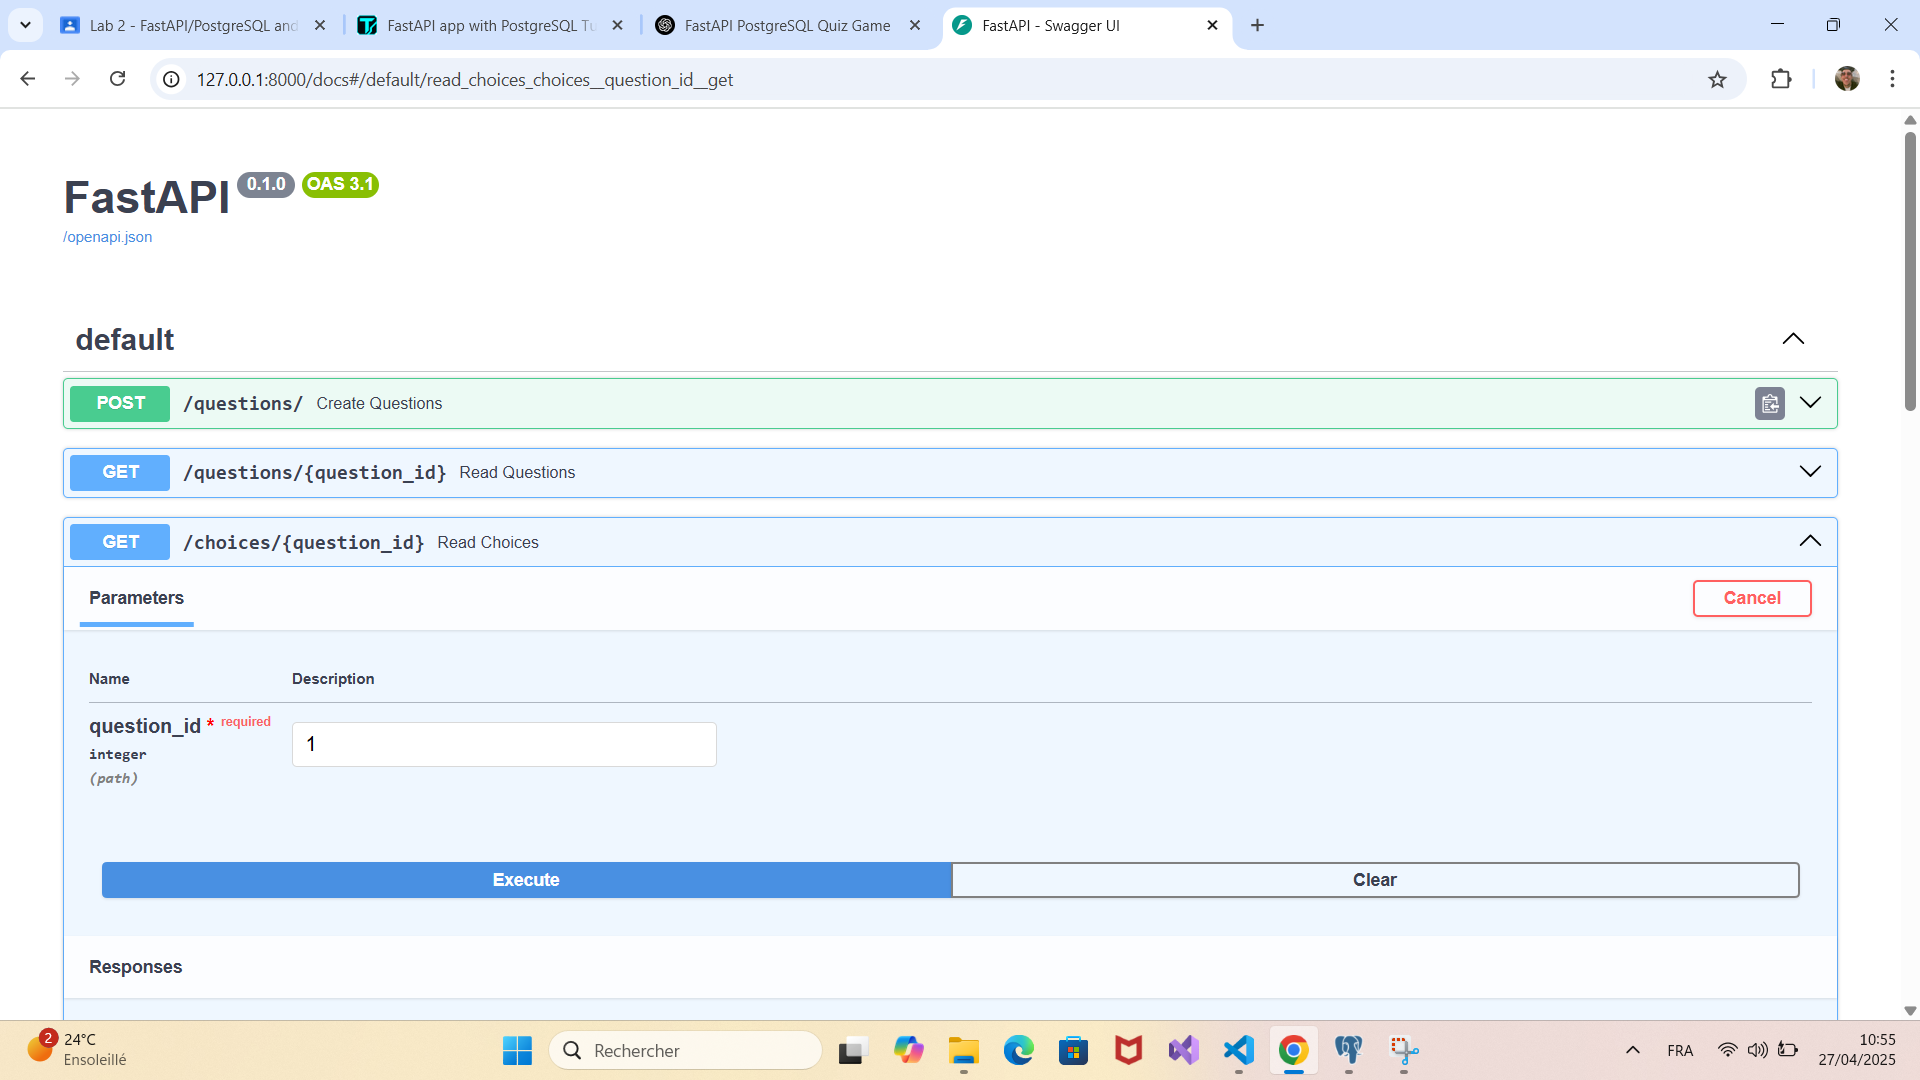 Lab 2 - FastAPI/PostgreSQL and
FastAPI app with PostgreSQL Tu
FastAPI PostgreSQL Quiz Game
FastAPI - Swagger UI
127.0.0.1:8000/docs#/default/read_choices_choices__question_id__get
FastAPI 0.1.0 OAS 3.1
/openapi.json
default
POST /questions/ Create Questions
GET /questions/{question_id} Read Questions
GET /choices/{question_id} Read Choices
Parameters
Cancel
Name Description
question_id * required
integer
(path)
1
Execute
Clear
Responses
2
24°C
Ensoleillé
Rechercher
FRA
10:55
27/04/2025